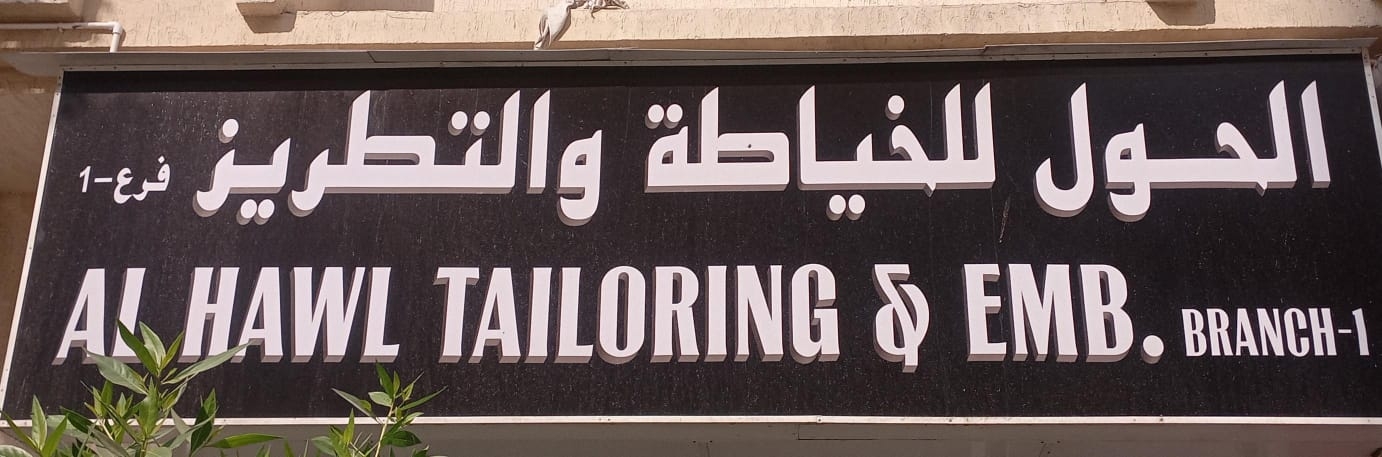 الحول للخياطة والتطريز فرع-1
AL HAWL TAILORING & EMB. BRANCH-1